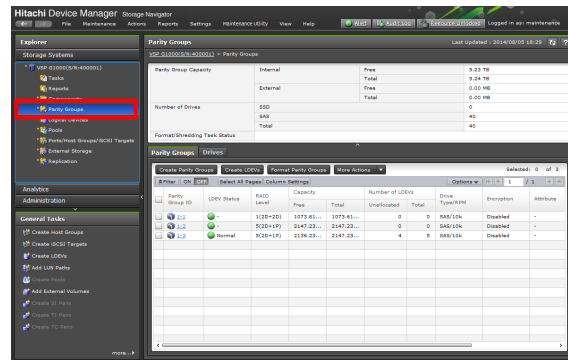 Hitachi Device Manager Storage Navigator
File Maintenance Actions Reports Settings Maintenance Utility View Help Alert Audit Log Resource Unlocked Logged in as: maintenance
Explorer
Storage Systems
VSP G1000(S/N:400001)
Tasks
Reports
Components
Parity Groups
Logical Devices
Pools
Ports/Host Groups/iSCSI Targets
External Storage
Replication
Analytics
Administration
General Tasks
Create Host Groups
Create iSCSI Targets
Create LDEVs
Add LUN Paths
Create Pools
Add External Volumes
Create SI Pairs
Create TI Pairs
Create TC Pairs
more...
Parity Groups Last Updated : 2014/08/05 18:29
VSP G1000(S/N:400001) > Parity Groups
Parity Group Capacity Internal Free 5.23 TB
Total 9.24 TB
External Free 0.00 MB
Total 0.00 MB
Number of Drives SSD 0
SAS 40
Total 40
Format/Shredding Task Status
Parity Groups Drives
Create Parity Groups Create LDEVs Format Parity Groups More Actions Selected: 0 of 3
Filter ON OFF Select All Pages Column Settings Options 1 / 1
Parity Group ID LDEV Status RAID Level Capacity Number of LDEVs Drive Type/RPM Encryption Attribute
Free Total Unallocated Total
1-1 - 1(2D+2D) 1073.61... 1073.61... 0 0 SAS/10k Disabled -
1-2 - 5(2D+1P) 2147.23... 2147.23... 0 0 SAS/10k Disabled -
1-3 Normal 5(2D+1P) 2136.23... 2147.23... 4 5 SAS/10k Disabled -